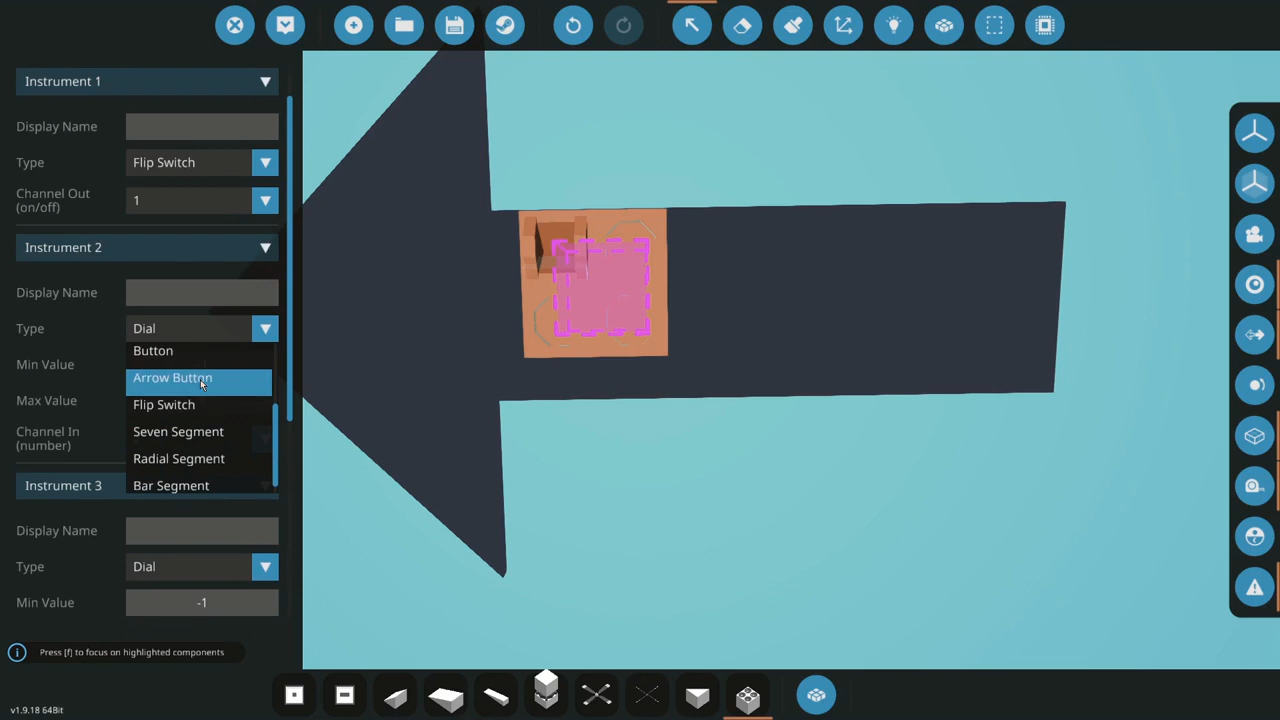 Instrument 1
Display Name
Type Flip Switch
Channel Out
(on/off) 1
Instrument 2
Display Name
Type Dial
Button
Min Value
Arrow Button
Max Value
Flip Switch
Channel In
(number)
Seven Segment
Radial Segment
Instrument 3 Bar Segment
Display Name
Type Dial
Min Value -1
Press [f] to focus on highlighted components
v1.9.18 64Bit